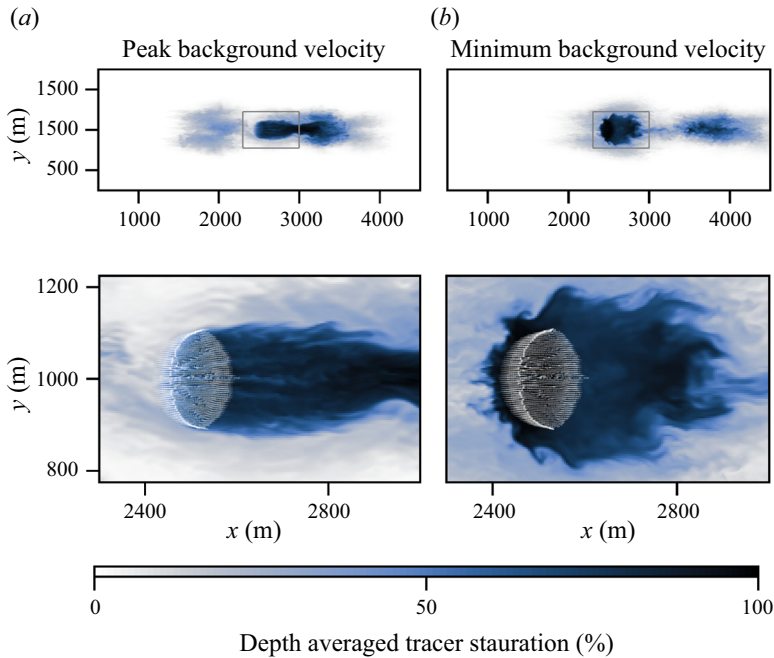 (a)
(b)
Peak background velocity
Minimum background velocity
1500
1500
500
y (m)
1000 2000 3000 4000
1000 2000 3000 4000
1200
1000
800
y (m)
2400 2800
2400 2800
x (m)
x (m)
0 50 100
Depth averaged tracer stauration (%)